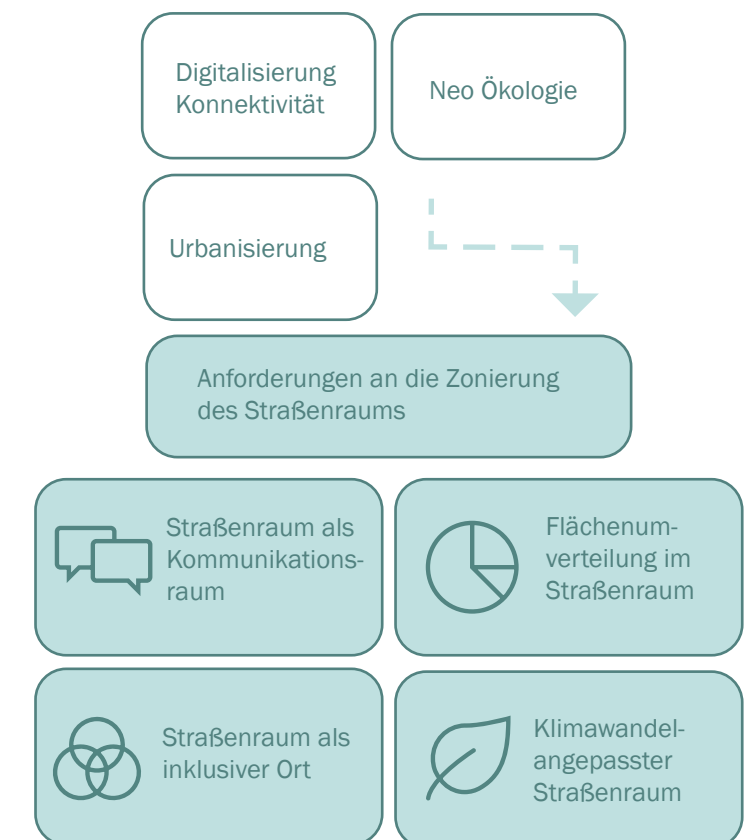 Digitalisierung
Konnektivität
Neo Ökologie
Urbanisierung
Anforderungen an die Zonierung
des Straßenraums
Straßenraum als
Kommunikations-
raum
Flächenum-
verteilung im
Straßenraum
Straßenraum als
inklusiver Ort
Klimawandel-
angepasster
Straßenraum